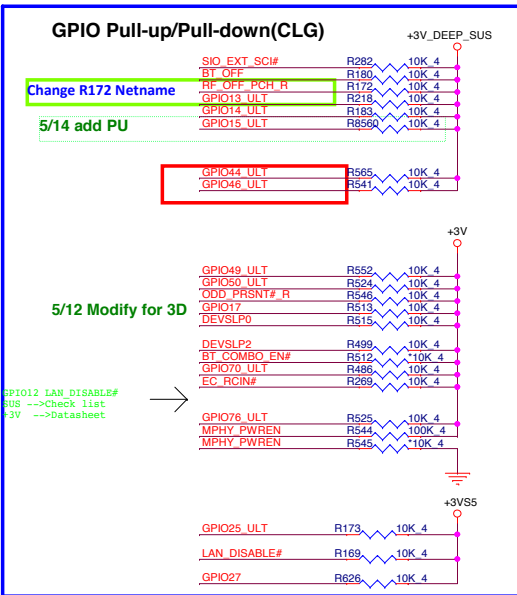 GPIO Pull-up/Pull-down(CLG)
+3V_DEEP_SUS
SIO_EXT_SCI# R282 10K_4
BT_OFF R180 10K_4
Change R172 Netname RF_OFF_PCH_R R172 10K_4
GPIO13_ULT R218 10K_4
GPIO14_ULT R183 10K_4
5/14 add PU GPIO15_ULT R8560 10K_4
GPIO44_ULT R565 10K_4
GPIO46_ULT R541 10K_4
+3V
GPIO49_ULT R552 10K_4
GPIO50_ULT R524 10K_4
ODD_PRSNT#_R R546 10K_4
5/12 Modify for 3D GPIO17 R513 10K_4
DEVSLP0 R515 10K_4
DEVSLP2 R499 10K_4
BT_COMBO_EN# R512 *10K_4
GPIO70_ULT R486 10K_4
EC_RCIN# R269 10K_4
GPIO12 LAN_DISABLE#
SUS -->Check list
+3V -->Datasheet
GPIO76_ULT R525 10K_4
MPHY_PWREN R544 100K_4
MPHY_PWREN R545 *10K_4
+3VS5
GPIO25_ULT R173 10K_4
LAN_DISABLE# R169 10K_4
GPIO27 R626 10K_4